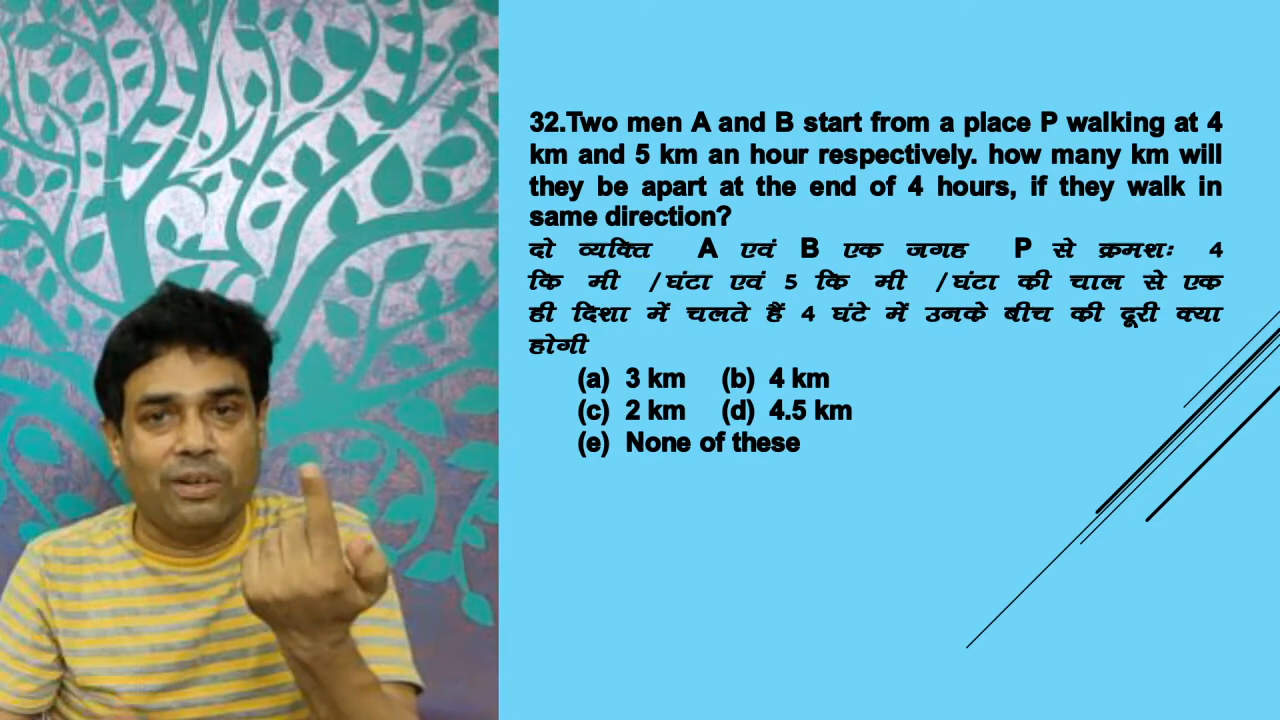 32.Two men A and B start from a place P walking at 4
km and 5 km an hour respectively. how many km will
they be apart at the end of 4 hours, if they walk in
same direction?
दो व्यक्ति A एवं B एक जगह P से क्रमशः 4
कि मी /घंटा एवं 5 कि मी /घंटा की चाल से एक
ही दिशा में चलते हैं 4 घंटे में उनके बीच की दूरी क्या
होगी
(a) 3 km (b) 4 km
(c) 2 km (d) 4.5 km
(e) None of these